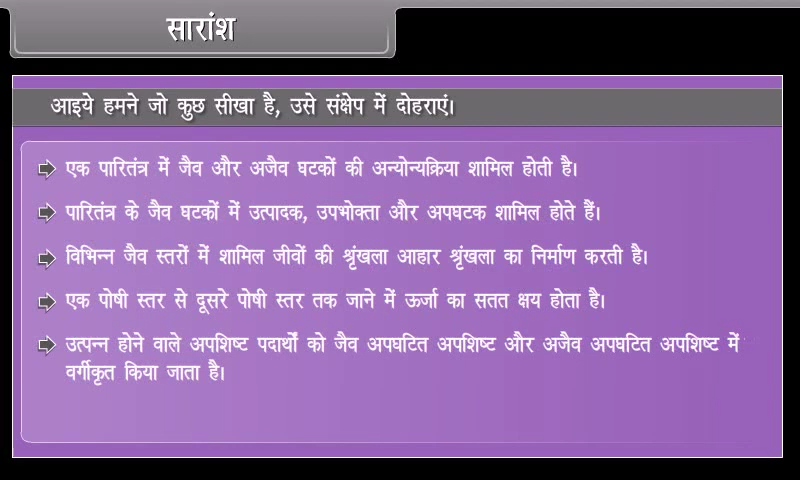 सारांश
आइये हमने जो कुछ सीखा है, उसे संक्षेप में दोहराएं।
एक पारितंत्र में जैव और अजैव घटकों की अन्योन्यक्रिया शामिल होती है।
पारितंत्र के जैव घटकों में उत्पादक, उपभोक्ता और अपघटक शामिल होते हैं।
विभिन्न जैव स्तरों में शामिल जीवों की श्रृंखला आहार श्रृंखला का निर्माण करती है।
एक पोषी स्तर से दूसरे पोषी स्तर तक जाने में ऊर्जा का सतत क्षय होता है।
उत्पन्न होने वाले अपशिष्ट पदार्थों को जैव अपघटित अपशिष्ट और अजैव अपघटित अपशिष्ट में
वर्गीकृत किया जाता है।